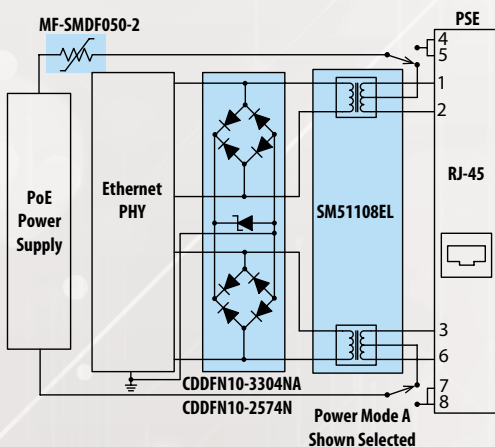 MF-SMDF050-2
PSE
4
5
1
2
PoE
Power
Supply
Ethernet
PHY
SM51108EL
RJ-45
3
6
7
8
CDDFN10-3304NA
CDDFN10-2574N
Power Mode A
Shown Selected